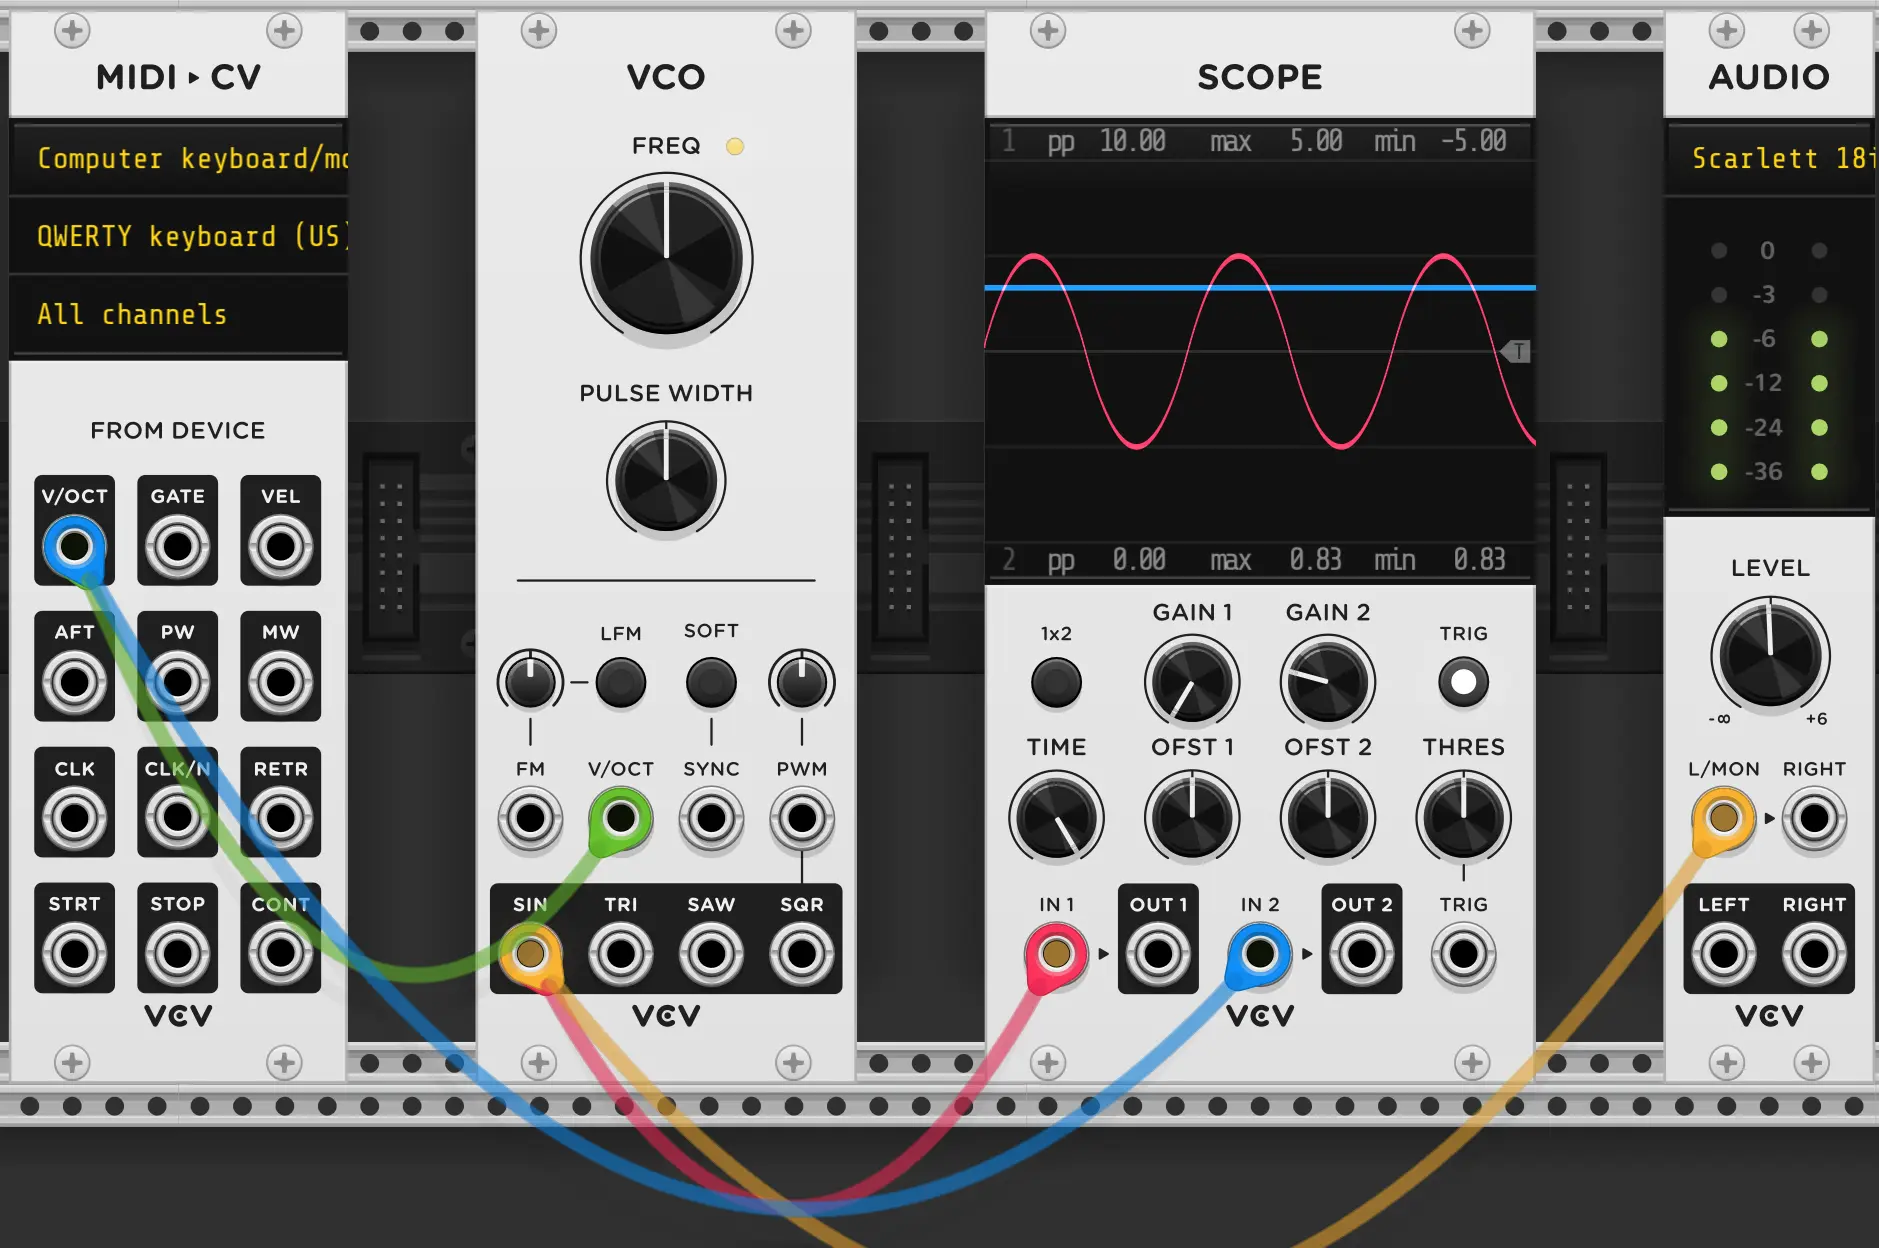 MIDI ▸ CV
Computer keyboard/mo
QWERTY keyboard (US)
All channels
FROM DEVICE
V/OCT GATE VEL
AFT PW MW
CLK CLK/N RETR
STRT STOP CONT
VCV
VCO
FREQ
PULSE WIDTH
LFM SOFT
FM V/OCT SYNC PWM
SIN TRI SAW SQR
VCV
SCOPE
1 pp 10.00 max 5.00 min -5.00
T
2 pp 0.00 max 0.83 min 0.83
1x2 GAIN 1 GAIN 2 TRIG
TIME OFST 1 OFST 2 THRES
IN 1 OUT 1 IN 2 OUT 2 TRIG
VCV
AUDIO
Scarlett 18i
0
-3
-6
-12
-24
-36
LEVEL
-∞ +6
L/MON RIGHT
LEFT RIGHT
VCV